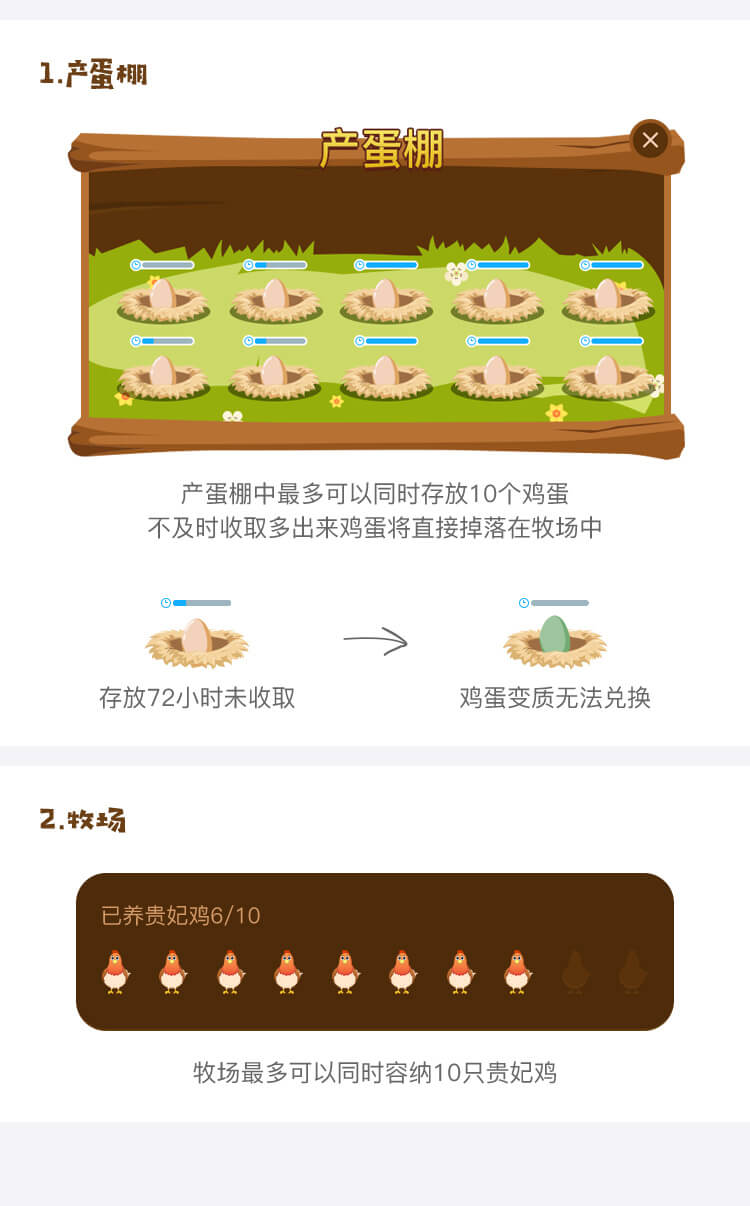 1.产蛋棚
产蛋棚
产蛋棚中最多可以同时存放10个鸡蛋
不及时收取多出来鸡蛋将直接掉落在牧场中
存放72小时未收取
鸡蛋变质无法兑换
2.牧场
已养贵妃鸡6/10
牧场最多可以同时容纳10只贵妃鸡